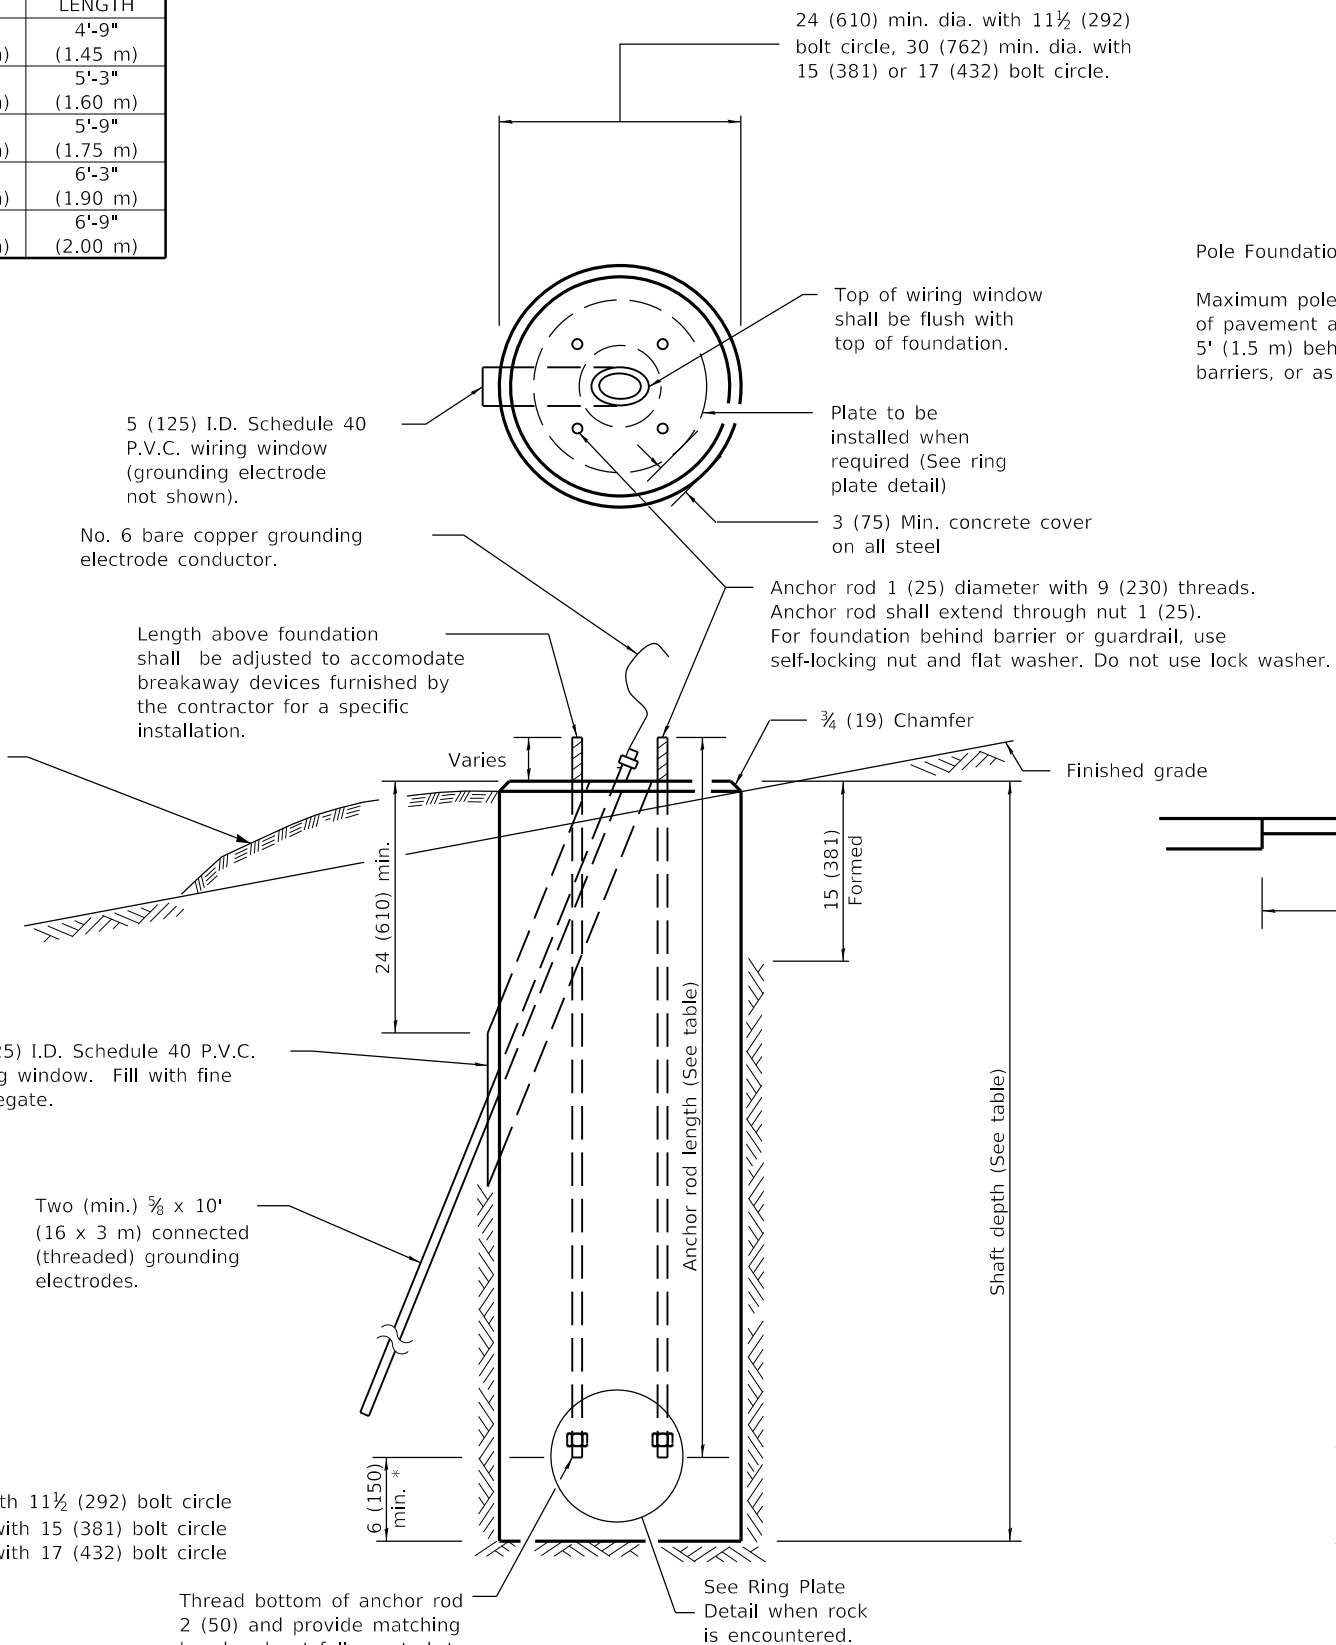 LENGTH
4'-9"
(1.45 m)
5'-3"
(1.60 m)
5'-9"
(1.75 m)
6'-3"
(1.90 m)
6'-9"
(2.00 m)
24 (610) min. dia. with 11½ (292)
bolt circle, 30 (762) min. dia. with
15 (381) or 17 (432) bolt circle.
Pole Foundation
Maximum pole
of pavement
5' (1.5 m)
barriers, or as
Top of wiring window
shall be flush with
top of foundation.
5 (125) I.D. Schedule 40
P.V.C. wiring window
(grounding electrode
not shown).
Plate to be
installed when
required (See ring
plate detail)
3 (75) Min. concrete cover
on all steel
No. 6 bare copper grounding
electrode conductor.
Anchor rod 1 (25) diameter with 9 (230) threads.
Anchor rod shall extend through nut 1 (25).
For foundation behind barrier or guardrail, use
self-locking nut and flat washer. Do not use lock washer.
Length above foundation
shall be adjusted to accomodate
breakaway devices furnished by
the contractor for a specific
installation.
¾ (19) Chamfer
Varies
Finished grade
24 (610) min.
15 (381)
Formed
Anchor rod length (See table)
Shaft depth (See table)
I.D. Schedule 40 P.V.C.
window. Fill with fine
Two (min.) ⅝ x 10'
(16 x 3 m) connected
(threaded) grounding
electrodes.
6 (150)
min. *
11½ (292) bolt circle
with 15 (381) bolt circle
with 17 (432) bolt circle
Thread bottom of anchor rod
2 (50) and provide matching
See Ring Plate
Detail when rock
is encountered.